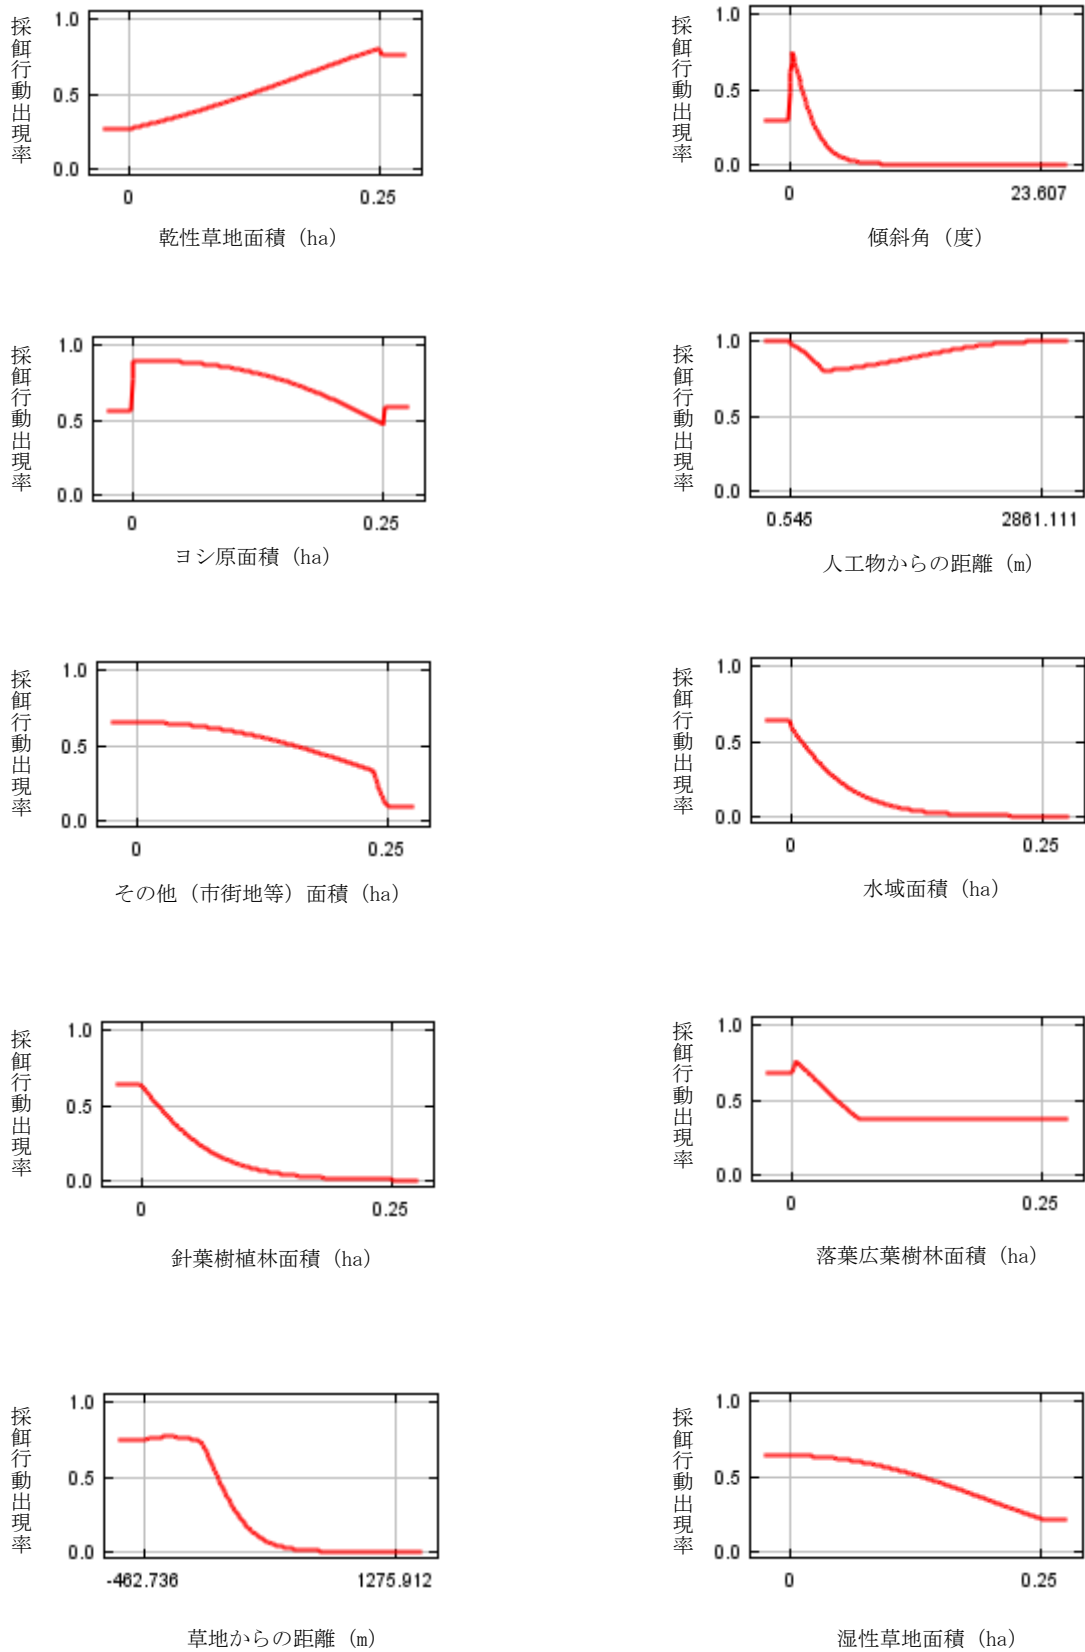 採餌行動出現率
1.0
0.5
0.0
0
0.25
乾性草地面積 (ha)
採餌行動出現率
1.0
0.5
0.0
0
23.607
傾斜角 (度)
採餌行動出現率
1.0
0.5
0.0
0
0.25
ヨシ原面積 (ha)
採餌行動出現率
1.0
0.5
0.0
0.545
2861.111
人工物からの距離 (m)
採餌行動出現率
1.0
0.5
0.0
0
0.25
その他 (市街地等) 面積 (ha)
採餌行動出現率
1.0
0.5
0.0
0
0.25
水域面積 (ha)
採餌行動出現率
1.0
0.5
0.0
0
0.25
針葉樹植林面積 (ha)
採餌行動出現率
1.0
0.5
0.0
0
0.25
落葉広葉樹林面積 (ha)
採餌行動出現率
1.0
0.5
0.0
-462.736
1275.912
草地からの距離 (m)
採餌行動出現率
1.0
0.5
0.0
0
0.25
湿性草地面積 (ha)